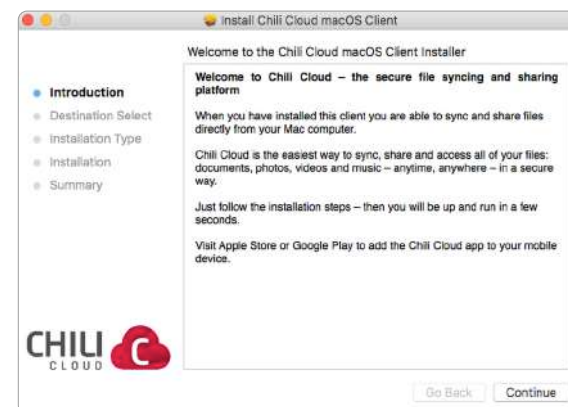 Install Chili Cloud macOS Client
Welcome to the Chili Cloud macOS Client Installer
Introduction
Destination Select
Installation Type
Installation
Summary
Welcome to Chili Cloud – the secure file syncing and sharing
platform
When you have installed this client you are able to sync and share files
directly from your Mac computer.
Chili Cloud is the easiest way to sync, share and access all of your files:
documents, photos, videos and music – anytime, anywhere – in a secure
way.
Just follow the installation steps – then you will be up and run in a few
seconds.
Visit Apple Store or Google Play to add the Chili Cloud app to your mobile
device.
CHILI C
CLOUD
Go Back Continue